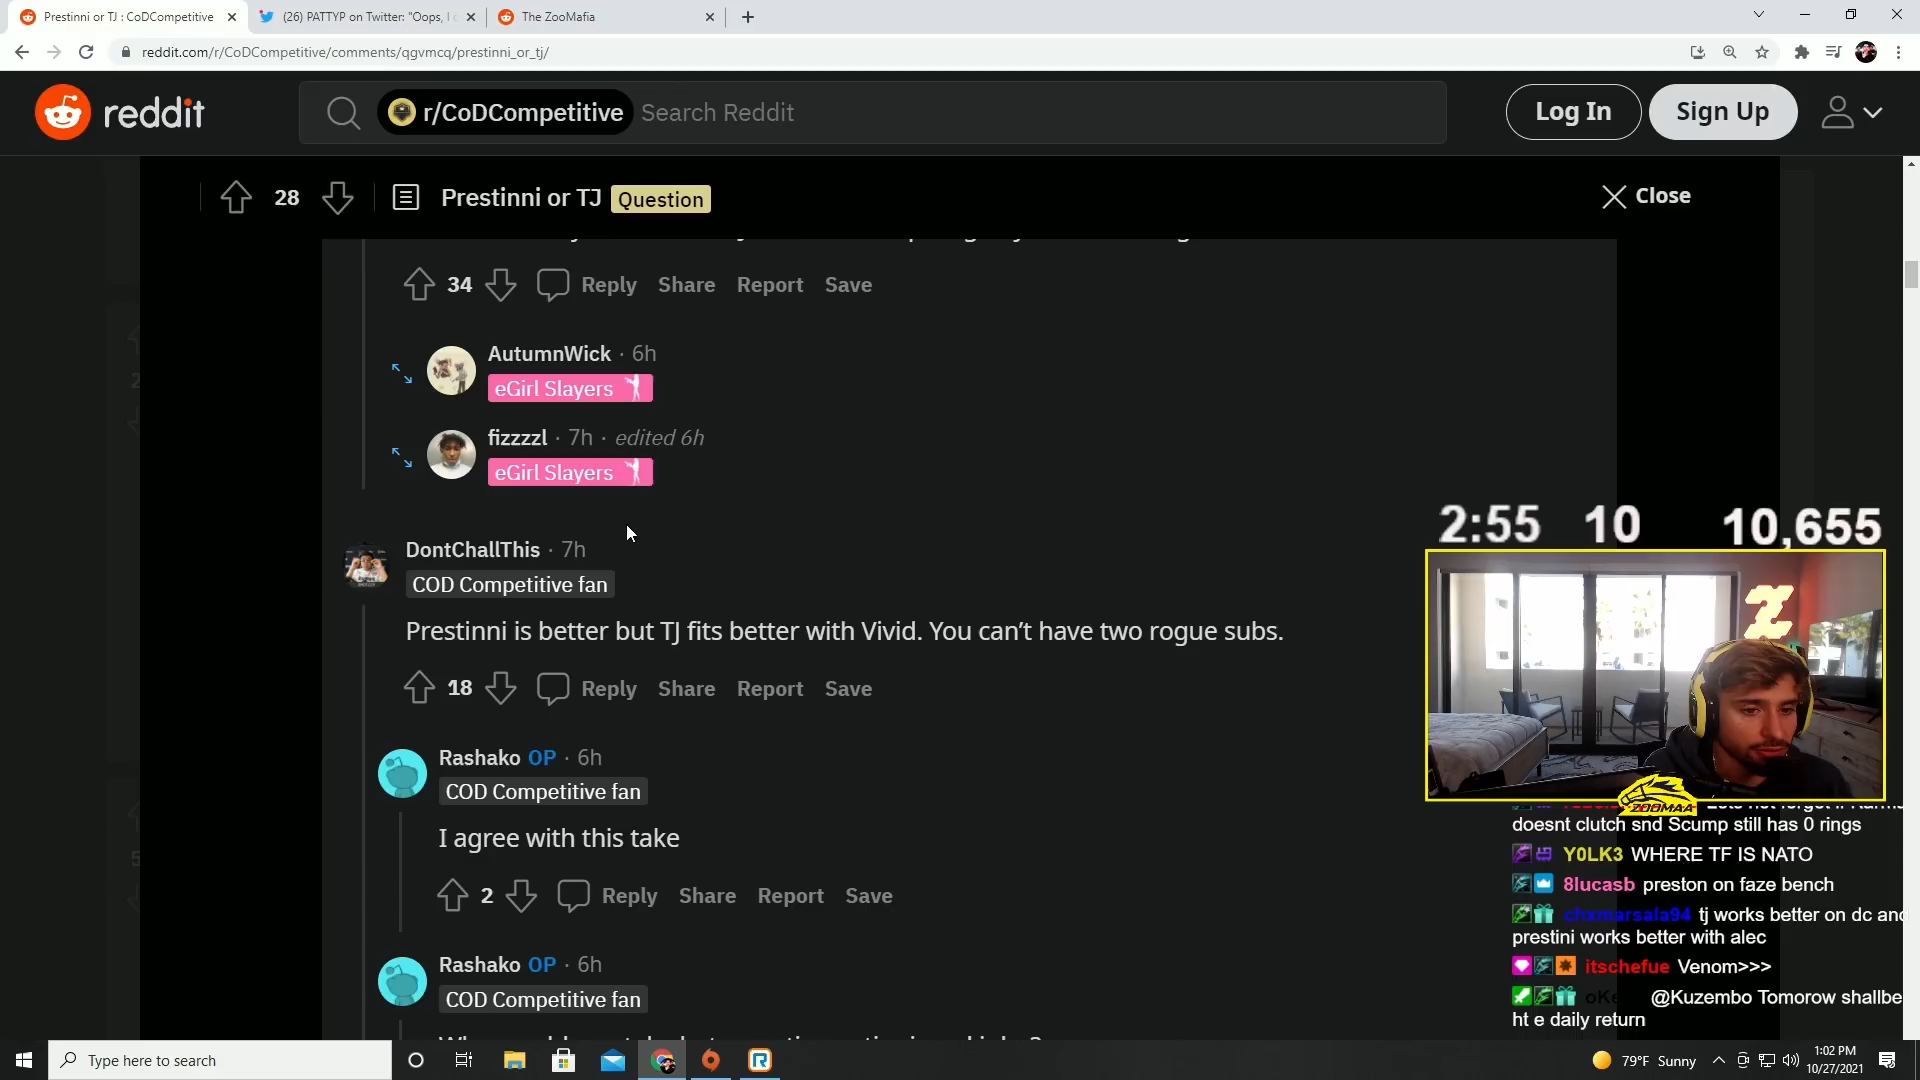 Prestinni or TJ : CoDCompetitive
(26) PATTYP on Twitter: "Oops, I
The ZooMafia
reddit.com/r/CoDCompetitive/comments/qgvmcq/prestinni_or_tj/
reddit
r/CoDCompetitive Search Reddit
Log In
Sign Up
28
Prestinni or TJ Question
Close
34 Reply Share Report Save
AutumnWick · 6h
eGirl Slayers
fizzzzl · 7h · edited 6h
eGirl Slayers
DontChallThis · 7h
COD Competitive fan
Prestinni is better but TJ fits better with Vivid. You can't have two rogue subs.
18 Reply Share Report Save
Rashako OP · 6h
COD Competitive fan
I agree with this take
2 Reply Share Report Save
Rashako OP · 6h
COD Competitive fan
2:55 10 10,655
Z
ZOOMAA
doesnt clutch snd Scump still has 0 rings
Y0LK3 WHERE TF IS NATO
8lucasb preston on faze bench
chxmarsala94 tj works better on dc and
prestini works better with alec
itschefue Venom>>>
@Kuzembo Tomorow shallbe
ht e daily return
Type here to search
79°F Sunny
1:02 PM
10/27/2021